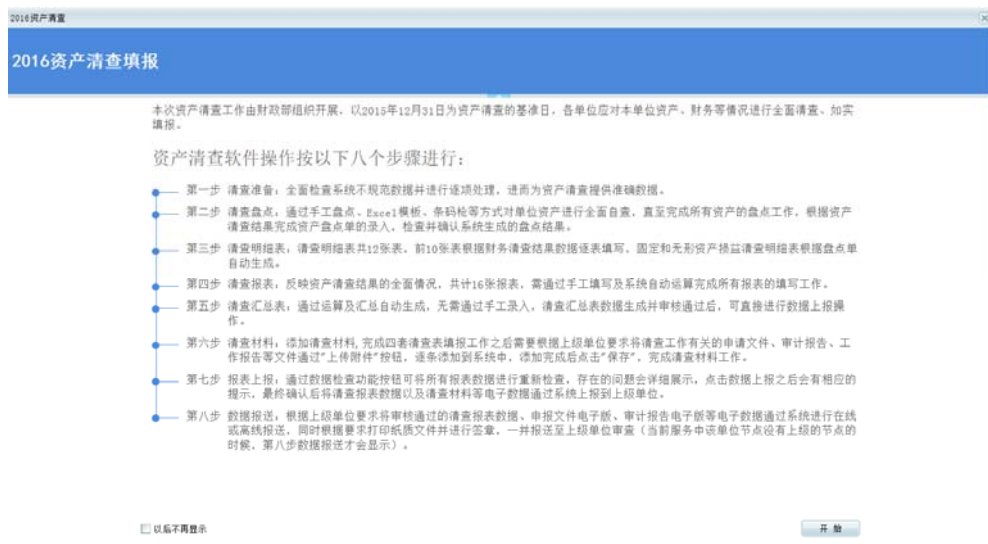 2016资产清查
2016资产清查填报
本次资产清查工作由财政部组织开展，以2015年12月31日为资产清查的基准日，各单位应对本单位资产、财务等情况进行全面清查、如实
填报。
资产清查软件操作按以下八个步骤进行：
第一步 清查准备：全面检查系统不规范数据并进行逐项处理，进而为资产清查提供准确数据。
第二步 清查盘点：通过手工盘点、Excel模板、条码枪等方式对单位资产进行全面自查，直至完成所有资产的盘点工作，根据资产
清查结果完成资产盘点单的录入，检查并确认系统生成的盘点结果。
第三步 清查明细表：清查明细表共12张表，前10张表根据财务清查结果数据逐表填写，固定和无形资产损益清查明细表根据盘点单
自动生成。
第四步 清查报表：反映资产清查结果的全面情况，共计16张报表，需通过手工填写及系统自动运算完成所有报表的填写工作。
第五步 清查汇总表：通过运算及汇总自动生成，无需通过手工录入，清查汇总表数据生成并审核通过后，可直接进行数据上报操
作。
第六步 清查材料：添加清查材料,完成四套清查表填报工作之后需要根据上级单位要求将清查工作有关的申请文件、审计报告、工
作报告等文件通过"上传附件"按钮，逐条添加到系统中，添加完成后点击"保存"，完成清查材料工作。
第七步 报表上报：通过数据检查功能按钮可将所有报表数据进行重新检查，存在的问题会详细展示，点击数据上报之后会有相应的
提示，最终确认后将清查报表数据以及清查材料等电子数据通过系统上报到上级单位。
第八步 数据报送：根据上级单位要求将审核通过的清查报表数据、申报文件电子版、审计报告电子版等电子数据通过系统进行在线
或离线报送，同时根据要求打印纸质文件并进行签章，一并报送至上级单位审查（当前服务中该单位节点没有上级的节点的
时候，第八步数据报送才会显示）。
以后不再显示
开 始